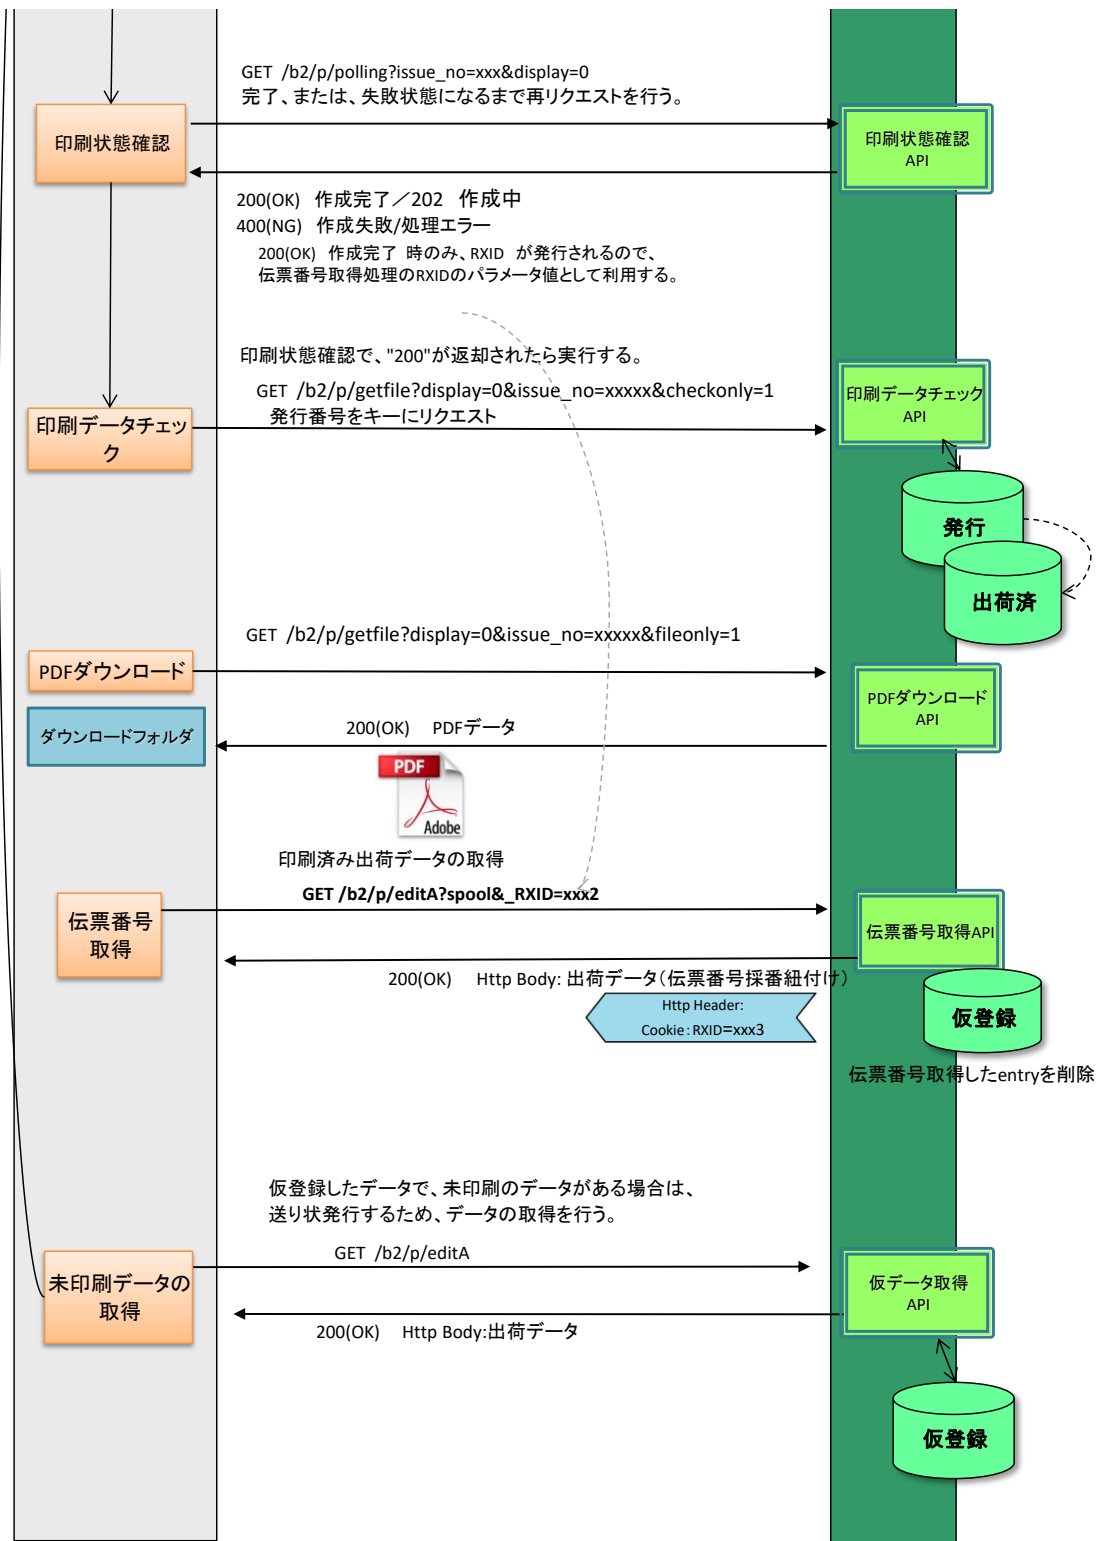 GET /b2/p/polling?issue_no=xxx&display=0
完了、または、失敗状態になるまで再リクエストを行う。
印刷状態確認
印刷状態確認
API
200(OK) 作成完了／202 作成中
400(NG) 作成失敗/処理エラー
200(OK) 作成完了 時のみ、RXID が発行されるので、
伝票番号取得処理のRXIDのパラメータ値として利用する。
印刷状態確認で、"200"が返却されたら実行する。
GET /b2/p/getfile?display=0&issue_no=xxxxx&checkonly=1
発行番号をキーにリクエスト
印刷データチェッ
ク
印刷データチェック
API
発行
出荷済
GET /b2/p/getfile?display=0&issue_no=xxxxx&fileonly=1
PDFダウンロード
PDFダウンロード
API
ダウンロードフォルダ
200(OK) PDFデータ
PDF
Adobe
印刷済み出荷データの取得
GET /b2/p/editA?spool&_RXID=xxx2
伝票番号
取得
伝票番号取得API
200(OK) Http Body: 出荷データ（伝票番号採番紐付け）
Http Header:
Cookie：RXID=xxx3
仮登録
伝票番号取得したentryを削除
仮登録したデータで、未印刷のデータがある場合は、
送り状発行するため、データの取得を行う。
GET /b2/p/editA
未印刷データの
取得
仮データ取得
API
200(OK) Http Body:出荷データ
仮登録